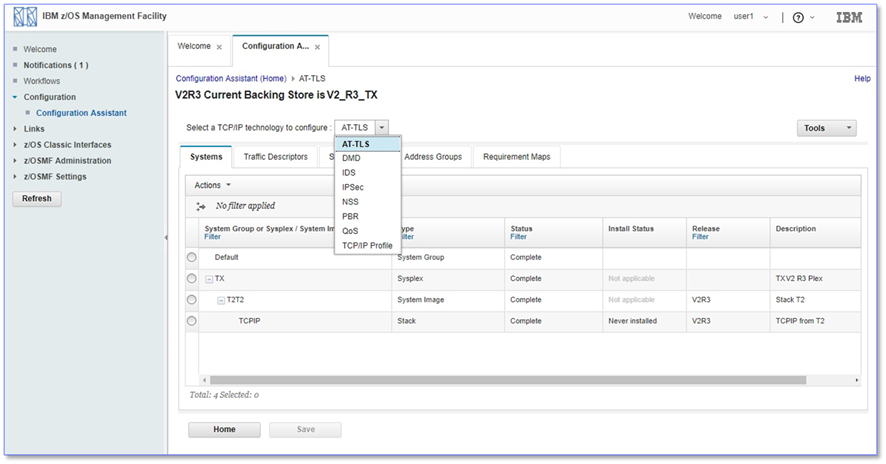 IBM z/OS Management Facility
Welcome user1
IBM
Welcome
Notifications ( 1 )
Workflows
Configuration
Configuration Assistant
Links
z/OS Classic Interfaces
z/OSMF Administration
z/OSMF Settings
Refresh
Welcome
Configuration A...
Configuration Assistant (Home) AT-TLS
Help
V2R3 Current Backing Store is V2_R3_TX
Select a TCP/IP technology to configure : AT-TLS
Tools
AT-TLS
DMD
IDS
IPSec
NSS
PBR
QoS
TCP/IP Profile
Systems Traffic Descriptors S Address Groups Requirement Maps
Actions
No filter applied
System Group or Sysplex / System Im Type Status Install Status Release Description
Filter Filter Filter Filter
Default System Group Complete
TX Sysplex Complete Not applicable TX V2 R3 Plex
T2T2 System Image Complete Not applicable V2R3 Stack T2
TCPIP Stack Complete Never installed V2R3 TCPIP from T2
Total: 4 Selected: 0
Home Save